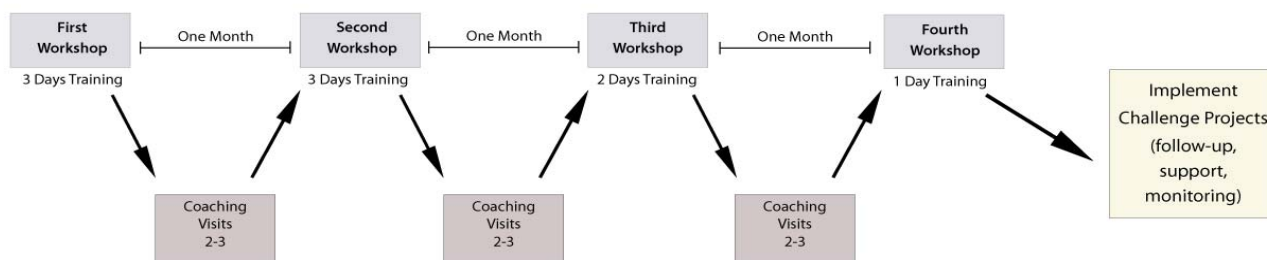 First
Workshop
One Month
Second
Workshop
One Month
Third
Workshop
One Month
Fourth
Workshop
3 Days Training
3 Days Training
2 Days Training
1 Day Training
Implement
Challenge Projects
(follow-up,
support,
monitoring)
Coaching
Visits
2-3
Coaching
Visits
2-3
Coaching
Visits
2-3